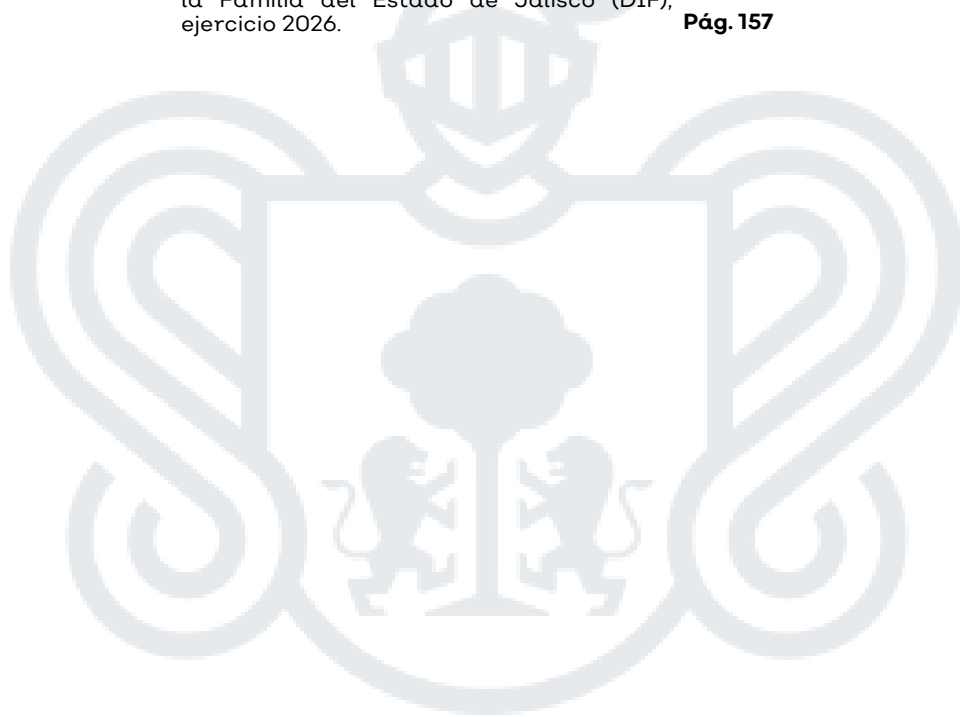 la Familia del Estado de Jalisco (DIF),
ejercicio 2026. Pág. 157